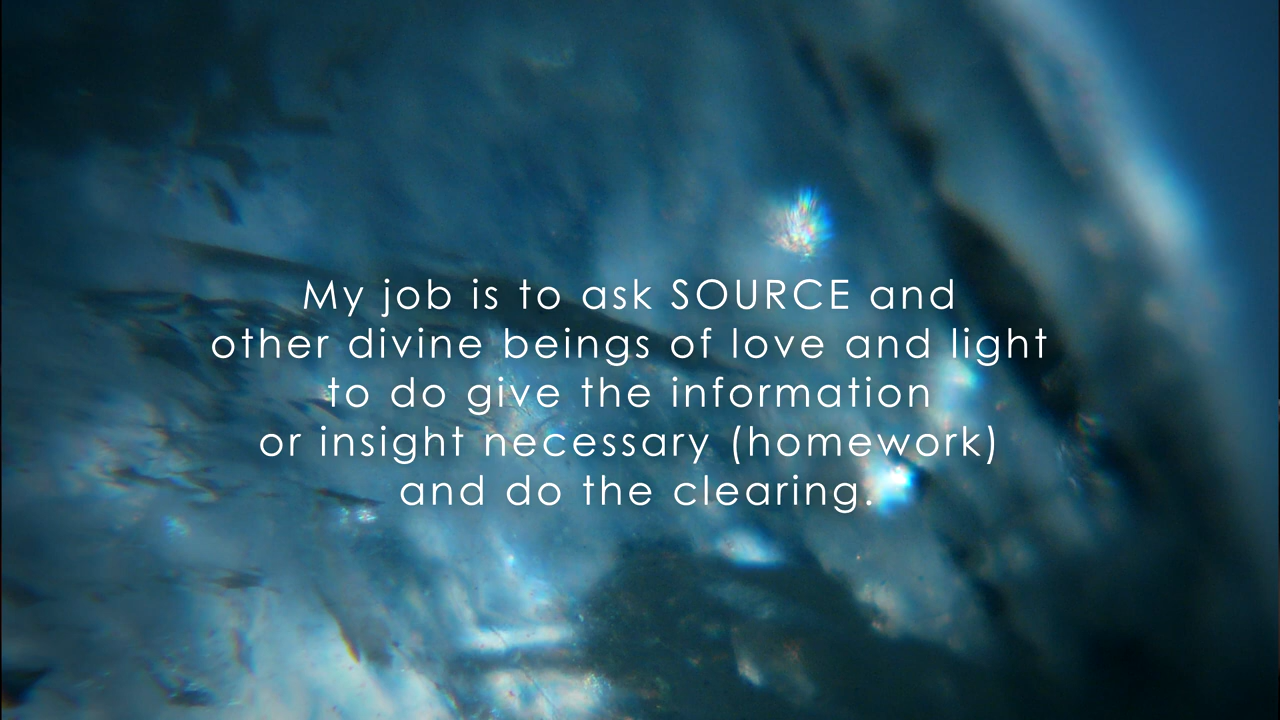 My job is to ask SOURCE and
other divine beings of love and light
to do give the information
or insight necessary (homework)
and do the clearing.